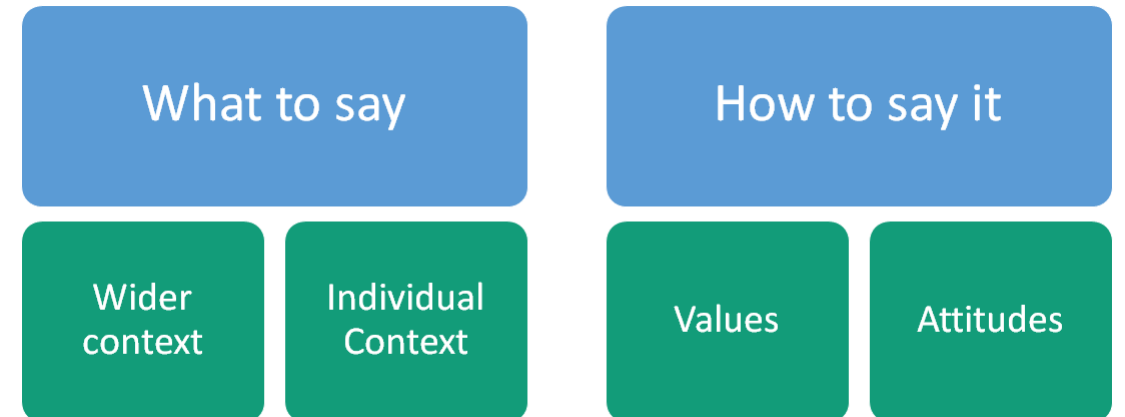 What to say
How to say it
Wider
context
Individual
Context
Values
Attitudes